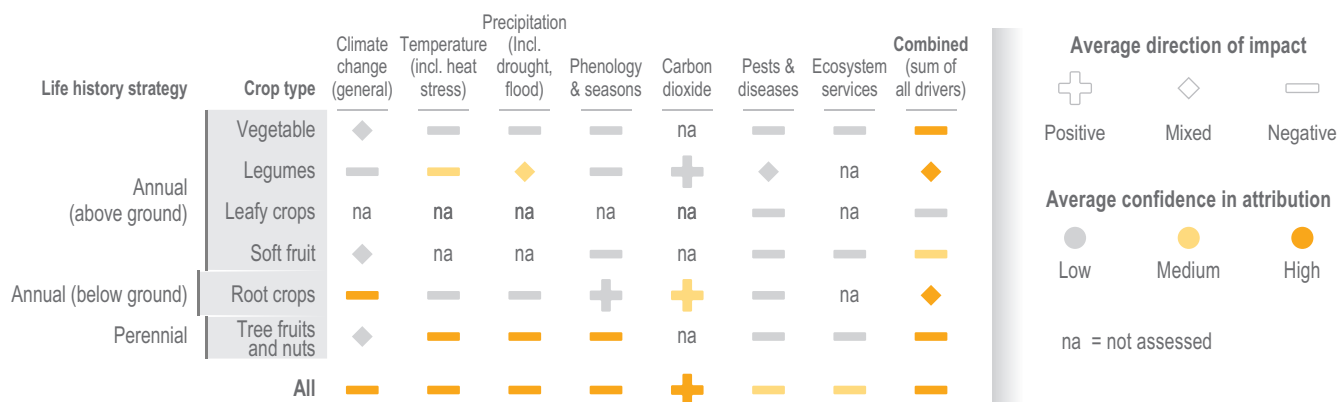 Life history strategy Crop type Climate change (general) Temperature (incl. heat stress) Precipitation (Incl. drought, flood) Phenology & seasons Carbon dioxide Pests & diseases Ecosystem services Combined (sum of all drivers)
Vegetable na
Legumes na
Annual (above ground)
Leafy crops na na na na na na
Soft fruit na na na
Annual (below ground) Root crops na
Perennial Tree fruits and nuts na
All
Average direction of impact
Positive Mixed Negative
Average confidence in attribution
Low Medium High
na = not assessed